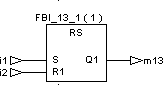 FBI_13_1 ( 1 )
RS
i1 S Q1 m13
i2 R1